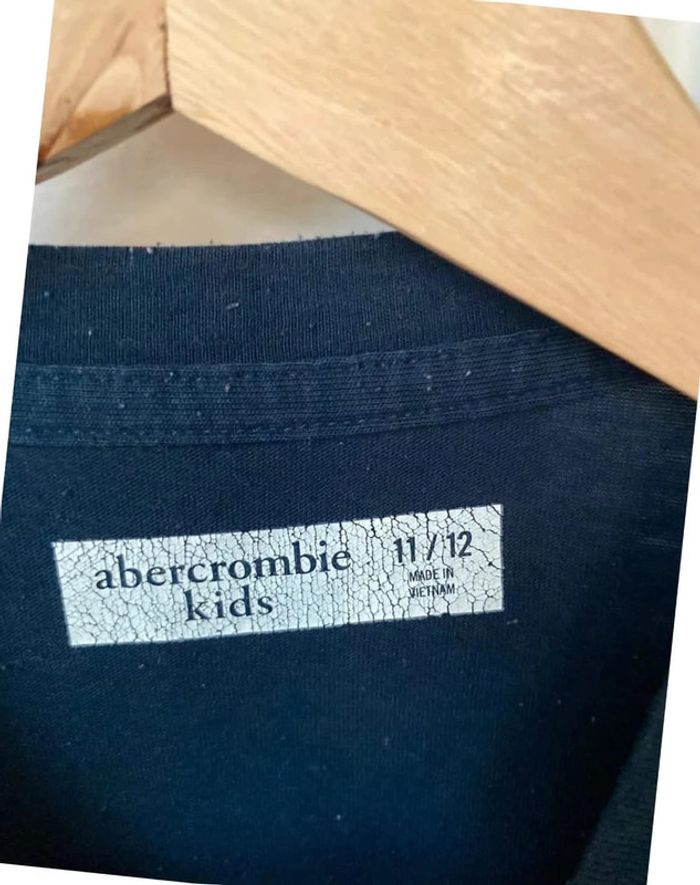 abercrombie
kids
11 / 12
MADE IN
VIETNAM